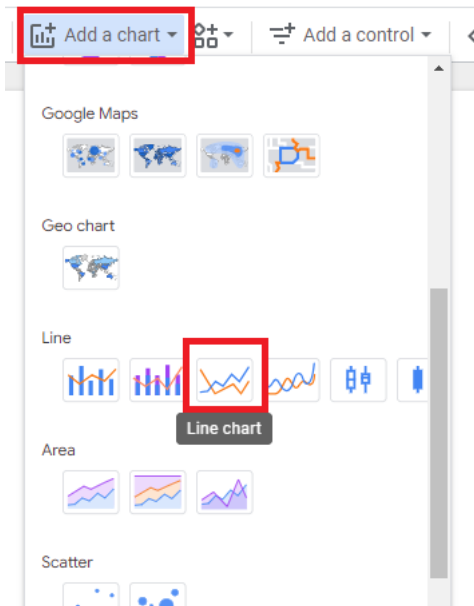 Add a chart Add a control
Google Maps
Geo chart
Line
Line chart
Area
Scatter